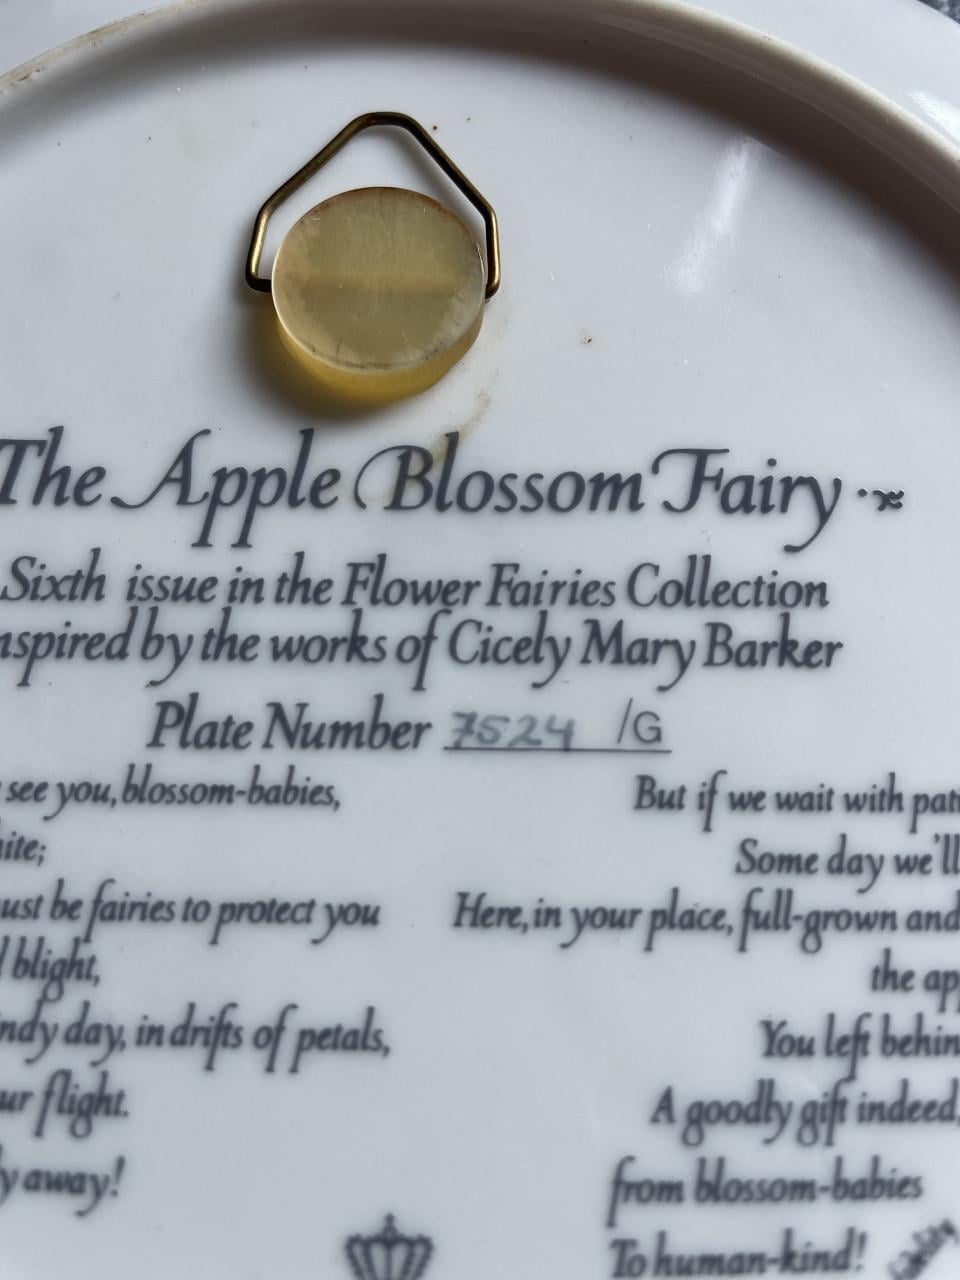 The Apple Blossom Fairy
Sixth issue in the Flower Fairies Collection
nspired by the works of Cicely Mary Barker
Plate Number 7524 /G
see you, blossom-babies,
ite;
ust be fairies to protect you
blight,
ndy day, in drifts of petals,
ur flight.
y away!
But if we wait with pat
Some day we'll
Here, in your place, full-grown and
the ap
You left behin
A goodly gift indeed,
from blossom-babies
To human-kind!